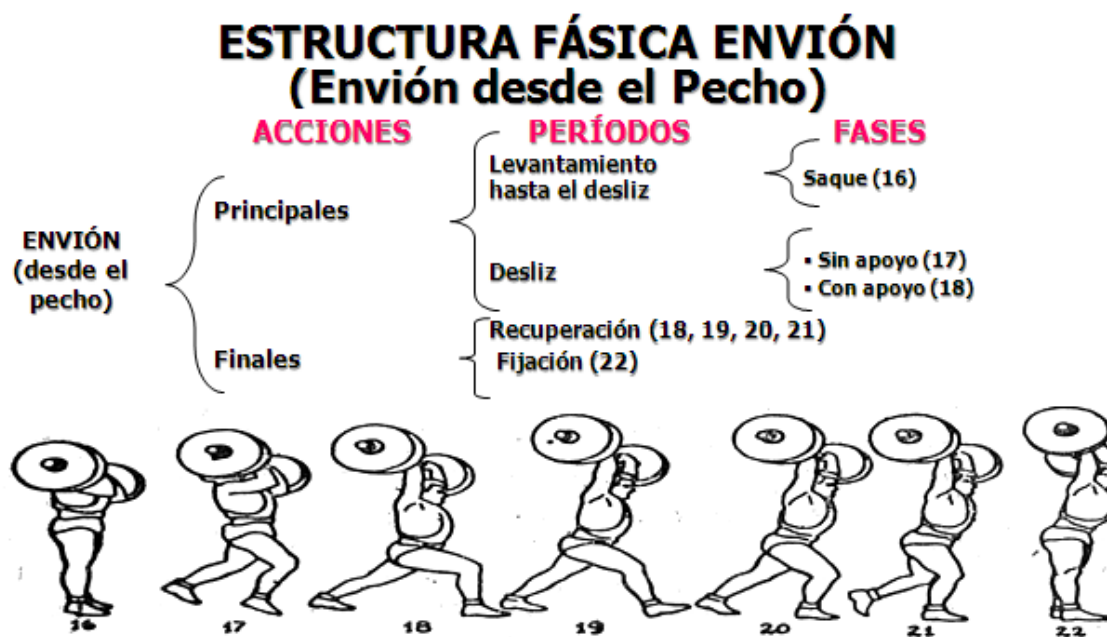 ESTRUCTURA FÁSICA ENVIÓN
(Envión desde el Pecho)
ACCIONES
PERÍODOS
FASES
ENVIÓN
(desde el
pecho)
Principales
Levantamiento
hasta el desliz
Saque (16)
Desliz
▪ Sin apoyo (17)
▪ Con apoyo (18)
Finales
Recuperación (18, 19, 20, 21)
Fijación (22)
16
17
18
19
20
21
22